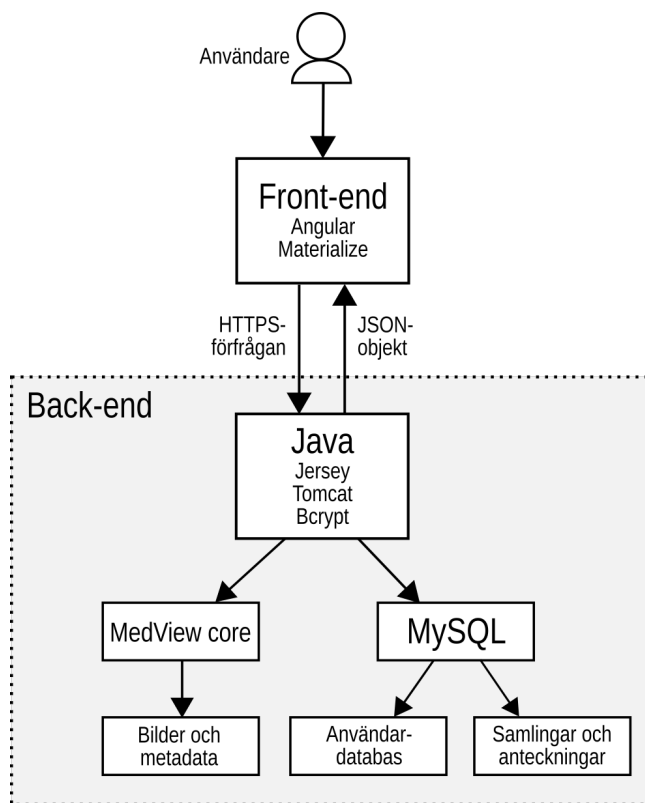 Användare
Front-end
Angular
Materialize
HTTPS-
förfrågan
JSON-
objekt
Back-end
Java
Jersey
Tomcat
Bcrypt
MedView core
MySQL
Bilder och
metadata
Användar-
databas
Samlingar och
anteckningar